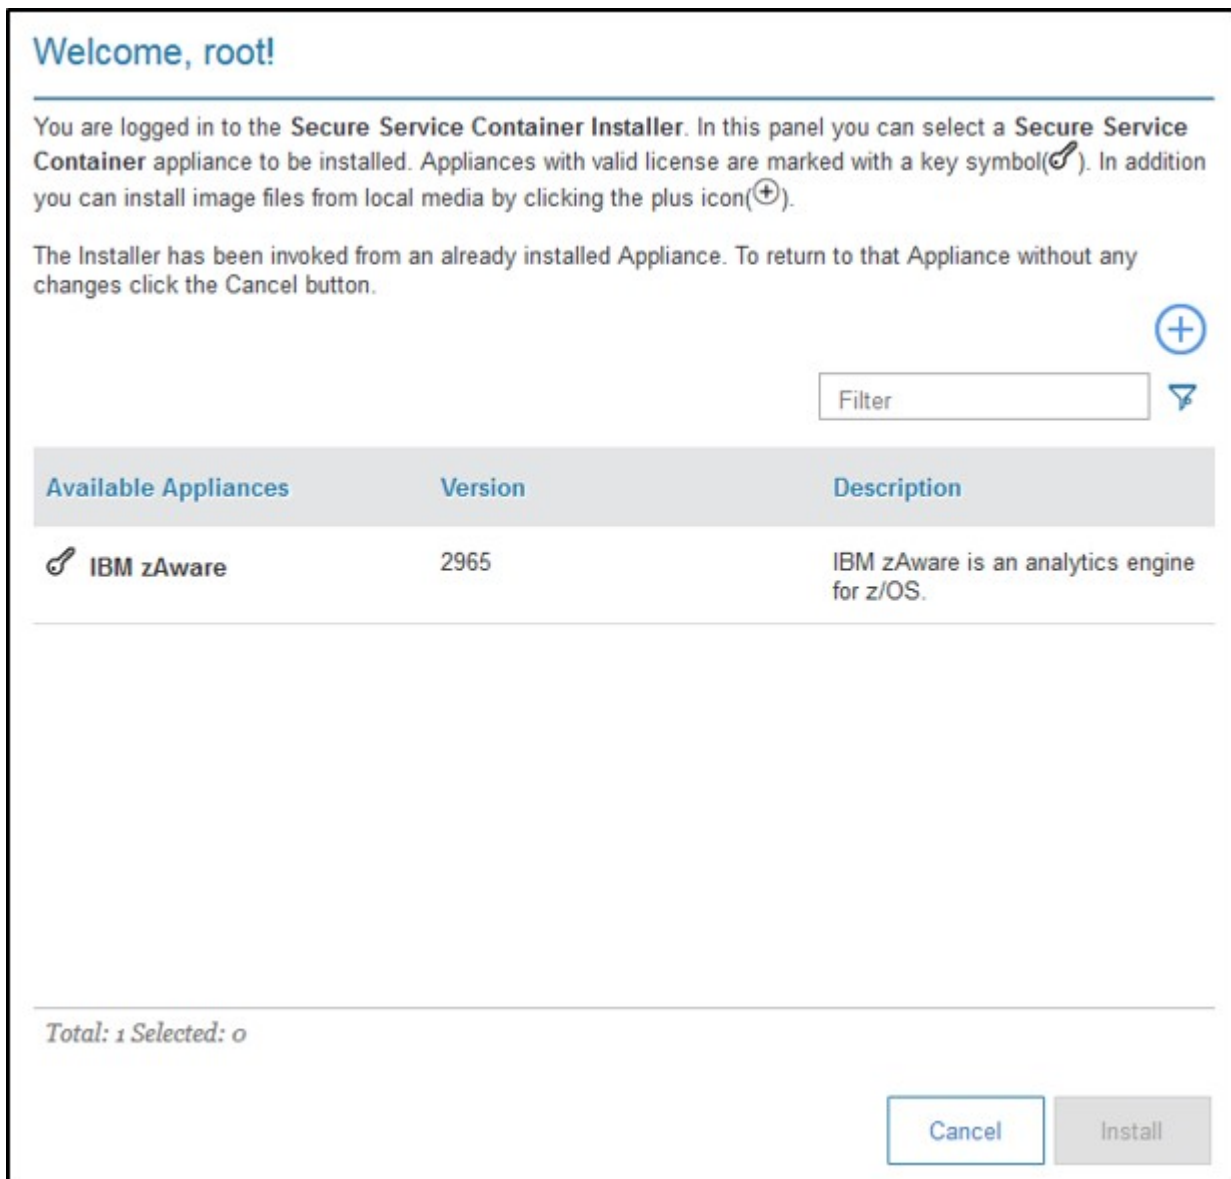 Welcome, root!
You are logged in to the Secure Service Container Installer. In this panel you can select a Secure Service
Container appliance to be installed. Appliances with valid license are marked with a key symbol( ). In addition
you can install image files from local media by clicking the plus icon( ).
The Installer has been invoked from an already installed Appliance. To return to that Appliance without any
changes click the Cancel button.
Filter
Available Appliances Version Description
IBM zAware 2965 IBM zAware is an analytics engine
for z/OS.
Total: 1 Selected: 0
Cancel Install